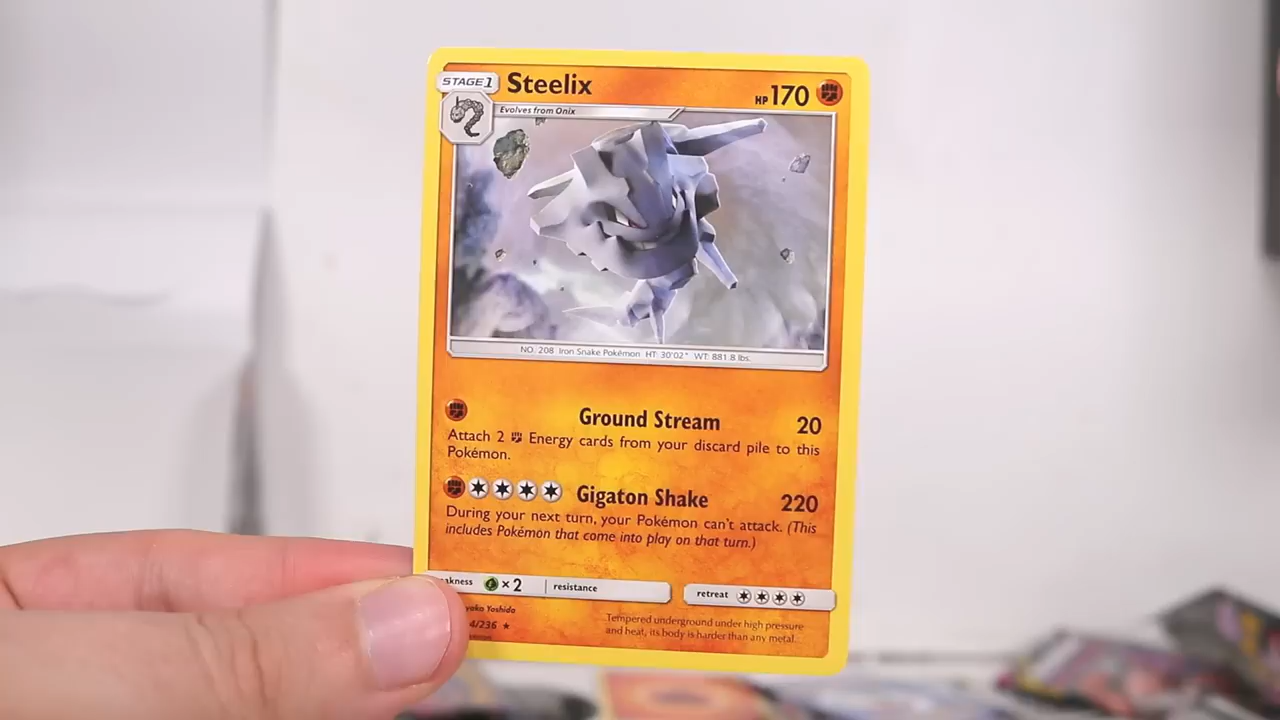 STAGE 1
Steelix
HP 170
Evolves from Onix
NO. 208 Iron Snake Pokémon HT: 30'02" WT: 881.8 lbs.
Ground Stream 20
Attach 2 Energy cards from your discard pile to this
Pokémon.
Gigaton Shake 220
During your next turn, your Pokémon can't attack. (This
includes Pokémon that come into play on that turn.)
akness ×2 resistance retreat
Yoshida
4/236
Tempered underground under high pressure
and heat, its body is harder than any metal.